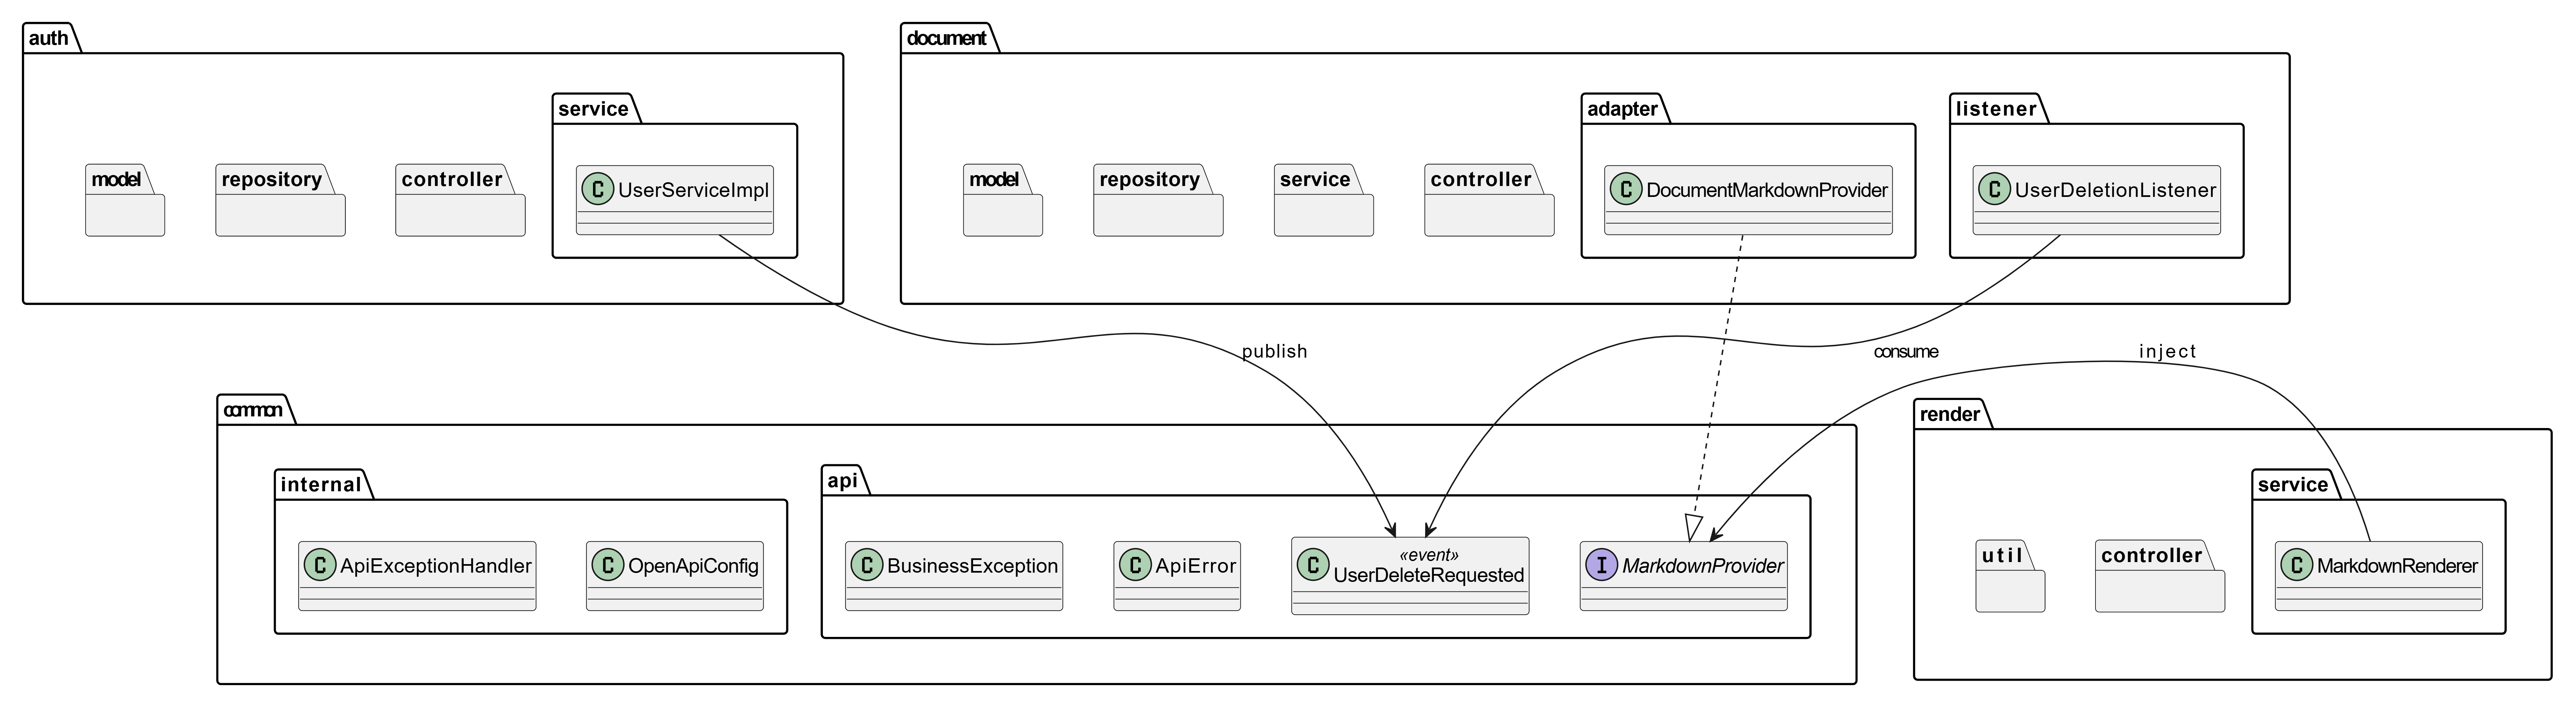 auth
service
model
repository
controller
C UserServiceImpl
document
adapter
listener
model
repository
service
controller
C DocumentMarkdownProvider
C UserDeletionListener
publish
consume
inject
common
internal
C ApiExceptionHandler
C OpenApiConfig
api
C BusinessException
C ApiError
«event»
C UserDeleteRequested
I MarkdownProvider
render
service
util
controller
C MarkdownRenderer